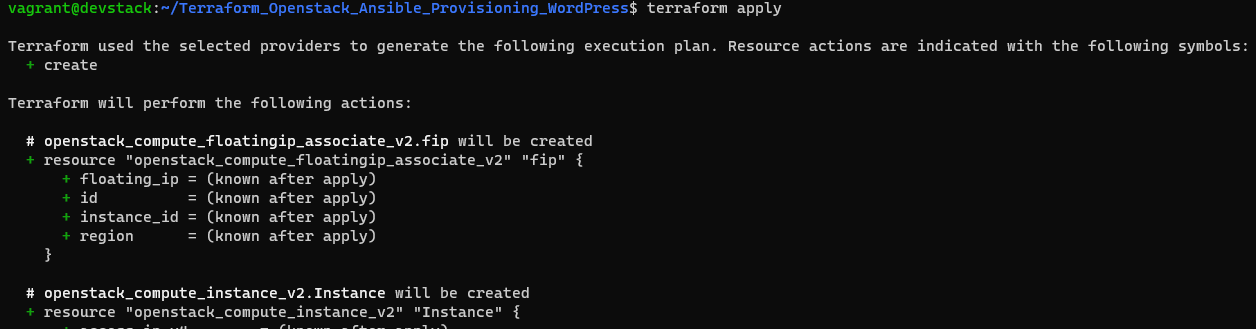 vagrant@devstack:~/Terraform_Openstack_Ansible_Provisioning_WordPress$ terraform apply
Terraform used the selected providers to generate the following execution plan. Resource actions are indicated with the following symbols:
  + create
Terraform will perform the following actions:
  # openstack_compute_floatingip_associate_v2.fip will be created
  + resource "openstack_compute_floatingip_associate_v2" "fip" {
      + floating_ip = (known after apply)
      + id          = (known after apply)
      + instance_id = (known after apply)
      + region      = (known after apply)
    }
  # openstack_compute_instance_v2.Instance will be created
  + resource "openstack_compute_instance_v2" "Instance" {